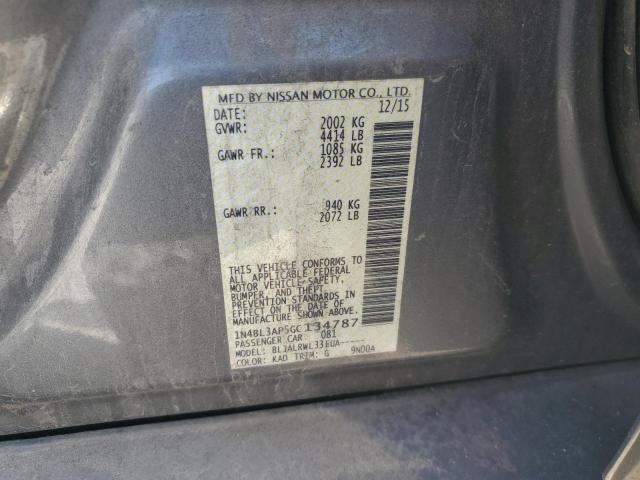 MFD BY NISSAN MOTOR CO., LTD.
DATE: 12/15
GVWR: 2002 KG
4414 LB
GAWR FR.: 1085 KG
2392 LB
GAWR RR.: 940 KG
2072 LB
THIS VEHICLE CONFORMS TO
ALL APPLICABLE FEDERAL
MOTOR VEHICLE SAFETY,
BUMPER, AND THEFT
PREVENTION STANDARDS IN
EFFECT ON THE DATE OF
MANUFACTURE SHOWN ABOVE.
1N4BL3AP5GC134787
PASSENGER CAR 081
MODEL: BLJALRWL33EUA-----
COLOR: KAD TRIM: G 9N00A